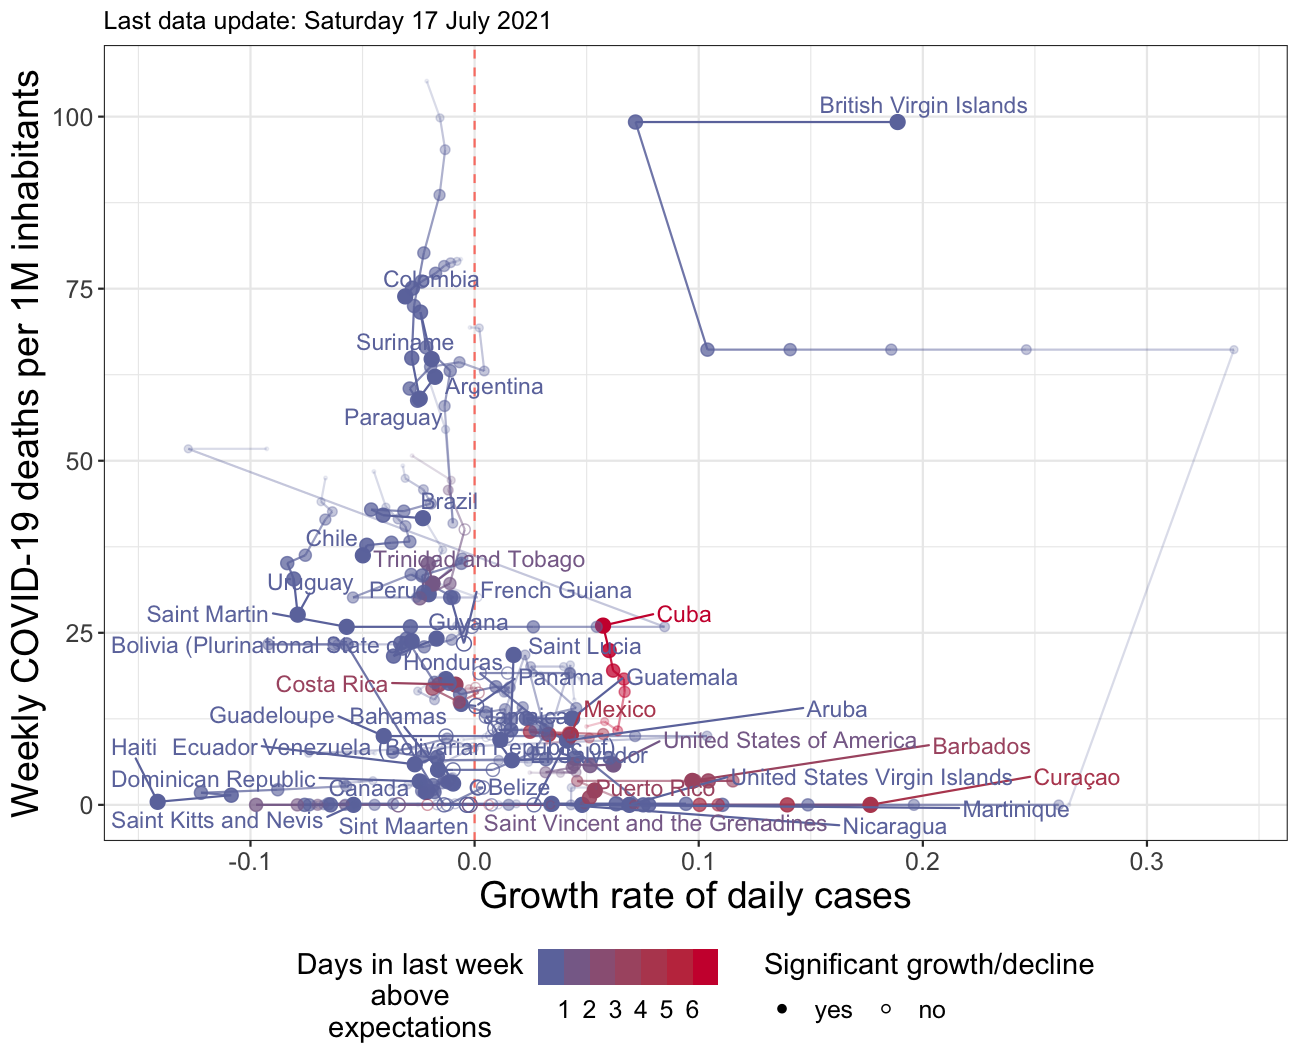 Last data update: Saturday 17 July 2021
Weekly COVID-19 deaths per 1M inhabitants
100
75
50
25
0
British Virgin Islands
Colombia
Suriname
Argentina
Paraguay
Brazil
Chile
Trinidad and Tobago
Uruguay
Peru
French Guiana
Saint Martin
Cuba
Guyana
Bolivia (Plurinational State o
Saint Lucia
Honduras
Panama
Guatemala
Costa Rica
Guadeloupe
Bahamas
Jamaica
Mexico
Aruba
Haiti
Ecuador
Venezuela (Bolivarian Republic of)
El Salvador
United States of America
Barbados
Dominican Republic
Canada
Belize
Puerto Rico
United States Virgin Islands
Curaçao
Saint Kitts and Nevis
Sint Maarten
Saint Vincent and the Grenadines
Nicaragua
Martinique
-0.1
0.0
0.1
0.2
0.3
Growth rate of daily cases
Days in last week
above
expectations
1 2 3 4 5 6
Significant growth/decline
yes
no